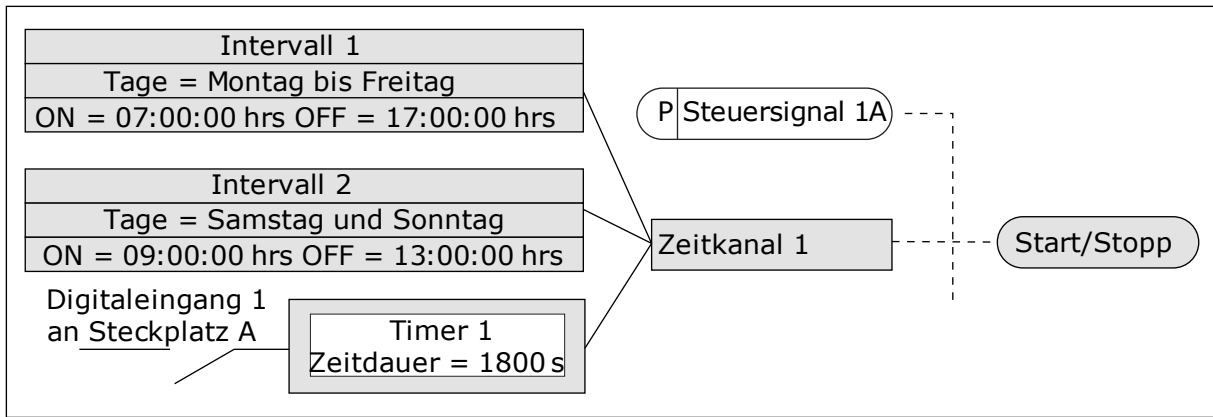 Intervall 1
Tage = Montag bis Freitag
ON = 07:00:00 hrs OFF = 17:00:00 hrs
P Steuersignal 1A
Intervall 2
Tage = Samstag und Sonntag
ON = 09:00:00 hrs OFF = 13:00:00 hrs
Zeitkanal 1
Start/Stopp
Digitaleingang 1
an Steckplatz A
Timer 1
Zeitdauer = 1800 s